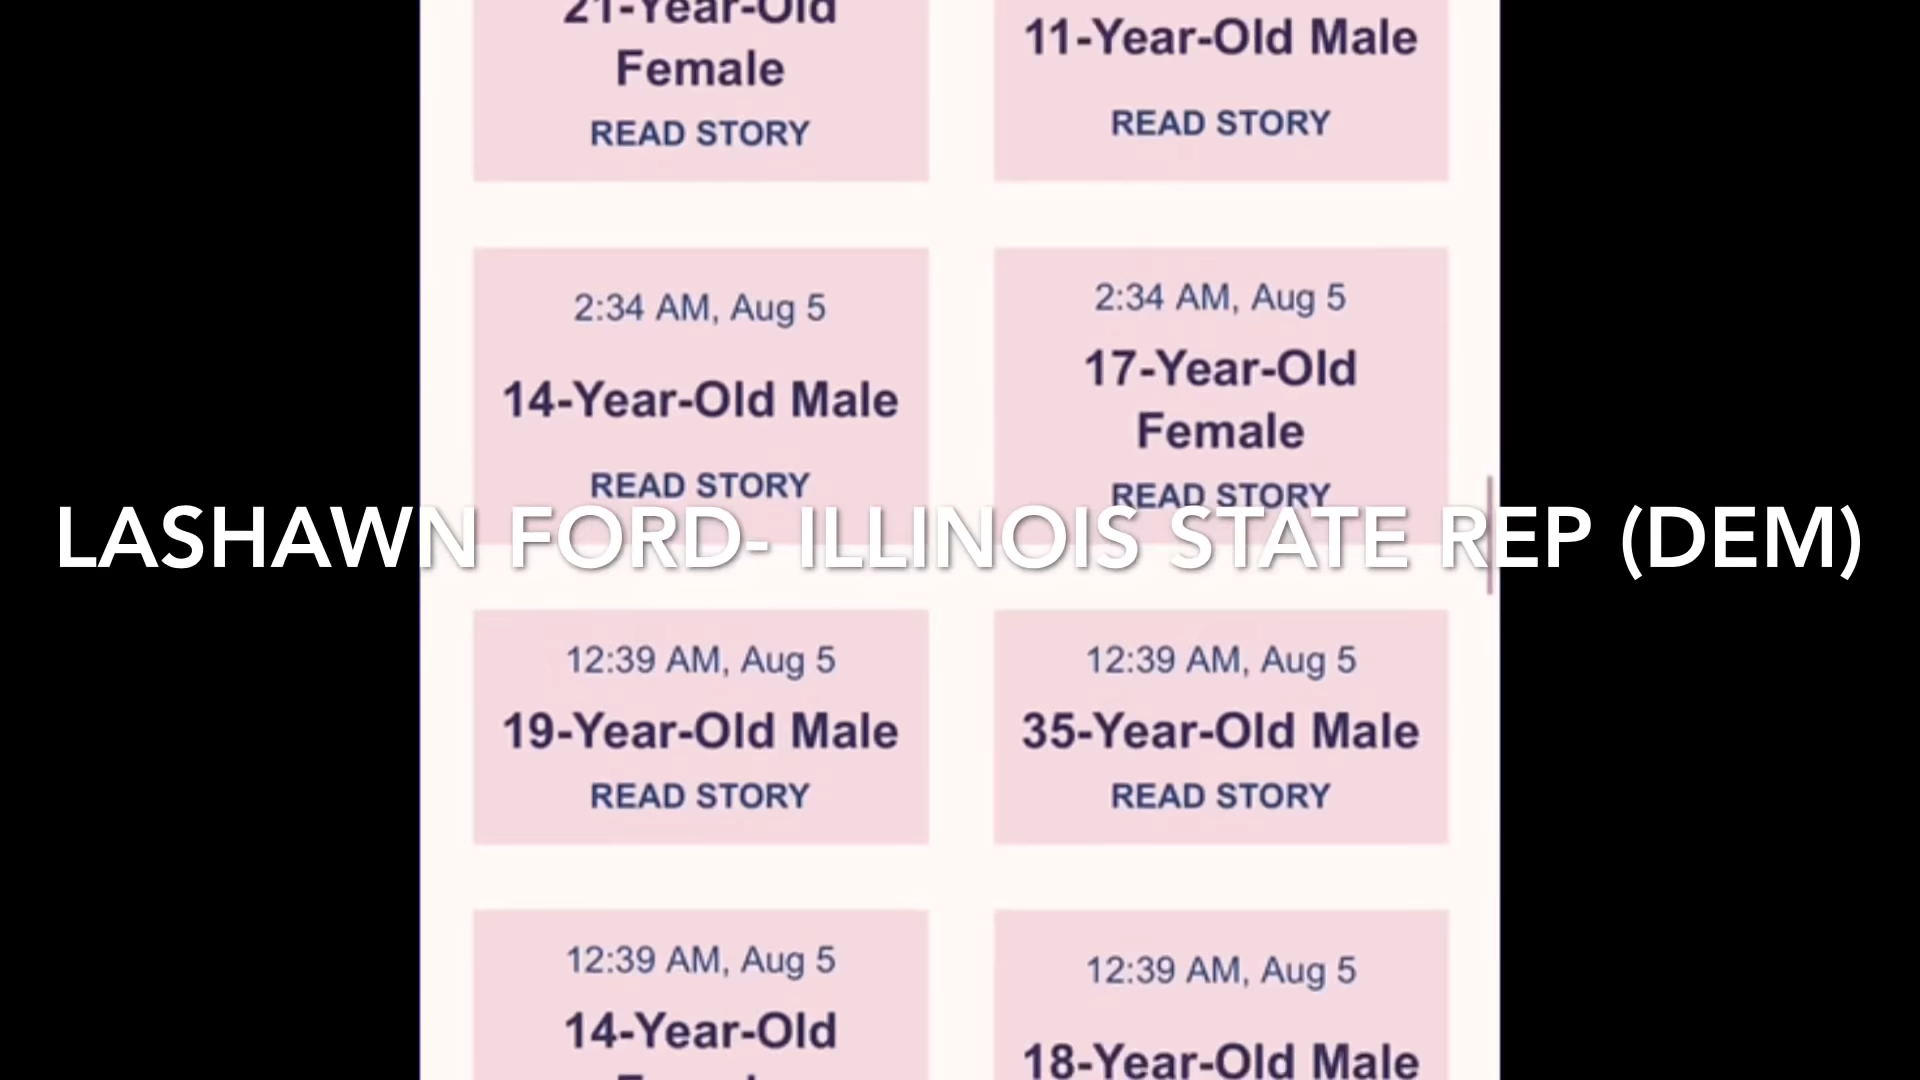 21-Year-Old
Female
READ STORY
11-Year-Old Male
READ STORY
2:34 AM, Aug 5
14-Year-Old Male
READ STORY
2:34 AM, Aug 5
17-Year-Old
Female
READ STORY
LASHAWN FORD- ILLINOIS STATE REP (DEM)
12:39 AM, Aug 5
19-Year-Old Male
READ STORY
12:39 AM, Aug 5
35-Year-Old Male
READ STORY
12:39 AM, Aug 5
14-Year-Old
12:39 AM, Aug 5
18-Year-Old Male